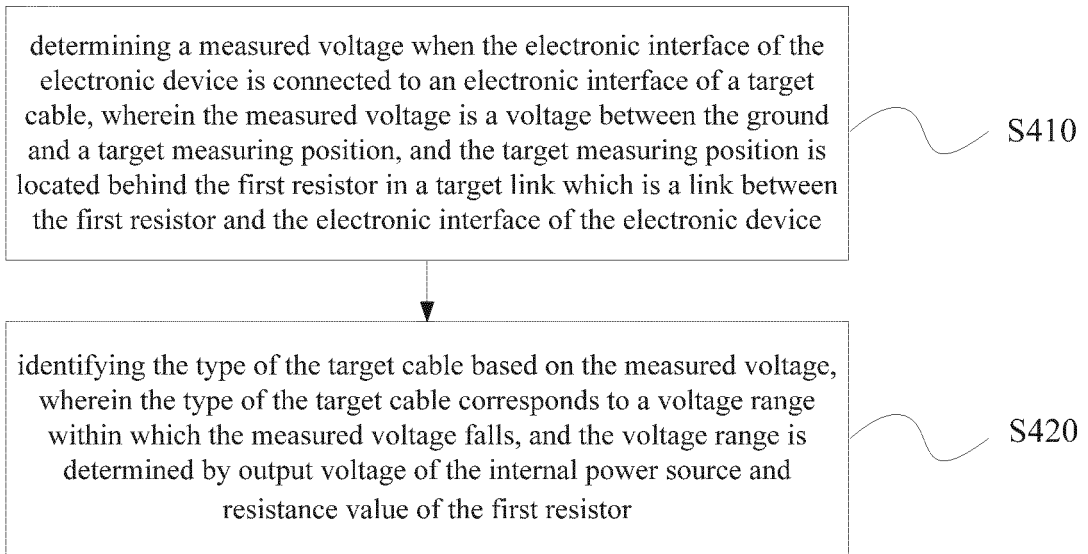 determining a measured voltage when the electronic interface of the
electronic device is connected to an electronic interface of a target
cable, wherein the measured voltage is a voltage between the ground
and a target measuring position, and the target measuring position is
located behind the first resistor in a target link which is a link between
the first resistor and the electronic interface of the electronic device
S410
identifying the type of the target cable based on the measured voltage,
wherein the type of the target cable corresponds to a voltage range
within which the measured voltage falls, and the voltage range is
determined by output voltage of the internal power source and
resistance value of the first resistor
S420